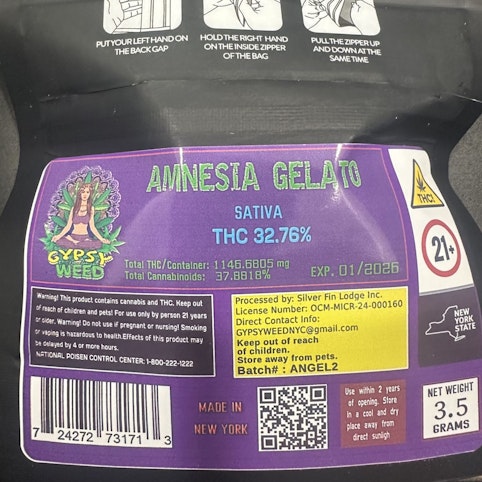 PUT YOUR LEFT HAND ON
THE BACK GAP
HOLD THE RIGHT HAND
ON THE INSIDE ZIPPER
OF THE BAG
PULL THE ZIPPER UP
AND DOWN AT THE
SAME TIME
AMNESIA GELATO
SATIVA
THC 32.76%
GYPSY
WEED
Total THC/Container: 1146.6805 mg
Total Cannabinoids: 37.8818%
EXP. 01/2026
THC!
21+
NEW
YORK
STATE
Warning! This product contains cannabis and THC. Keep out
of reach of children and pets! For use only by person 21 years
or older. Warning! Do not use if pregnant or nursing! Smoking
or vaping is hazardous to health.Effects of this product may
be delayed by 4 or more hours.
NATIONAL POISON CONTROL CENTER: 1-800-222-1222
Processed by: Silver Fin Lodge Inc.
License Number: OCM-MICR-24-000160
Direct Contact Info:
GYPSYWEEDNYC@gmail.com
Keep out of reach
of children.
Store away from pets.
Batch# : ANGEL2
7 24272 73171 3
MADE IN
NEW YORK
Use within 2 years
of opening. Store
in a cool and dry
place away from
direct sunligh
NET WEIGHT
3.5
GRAMS